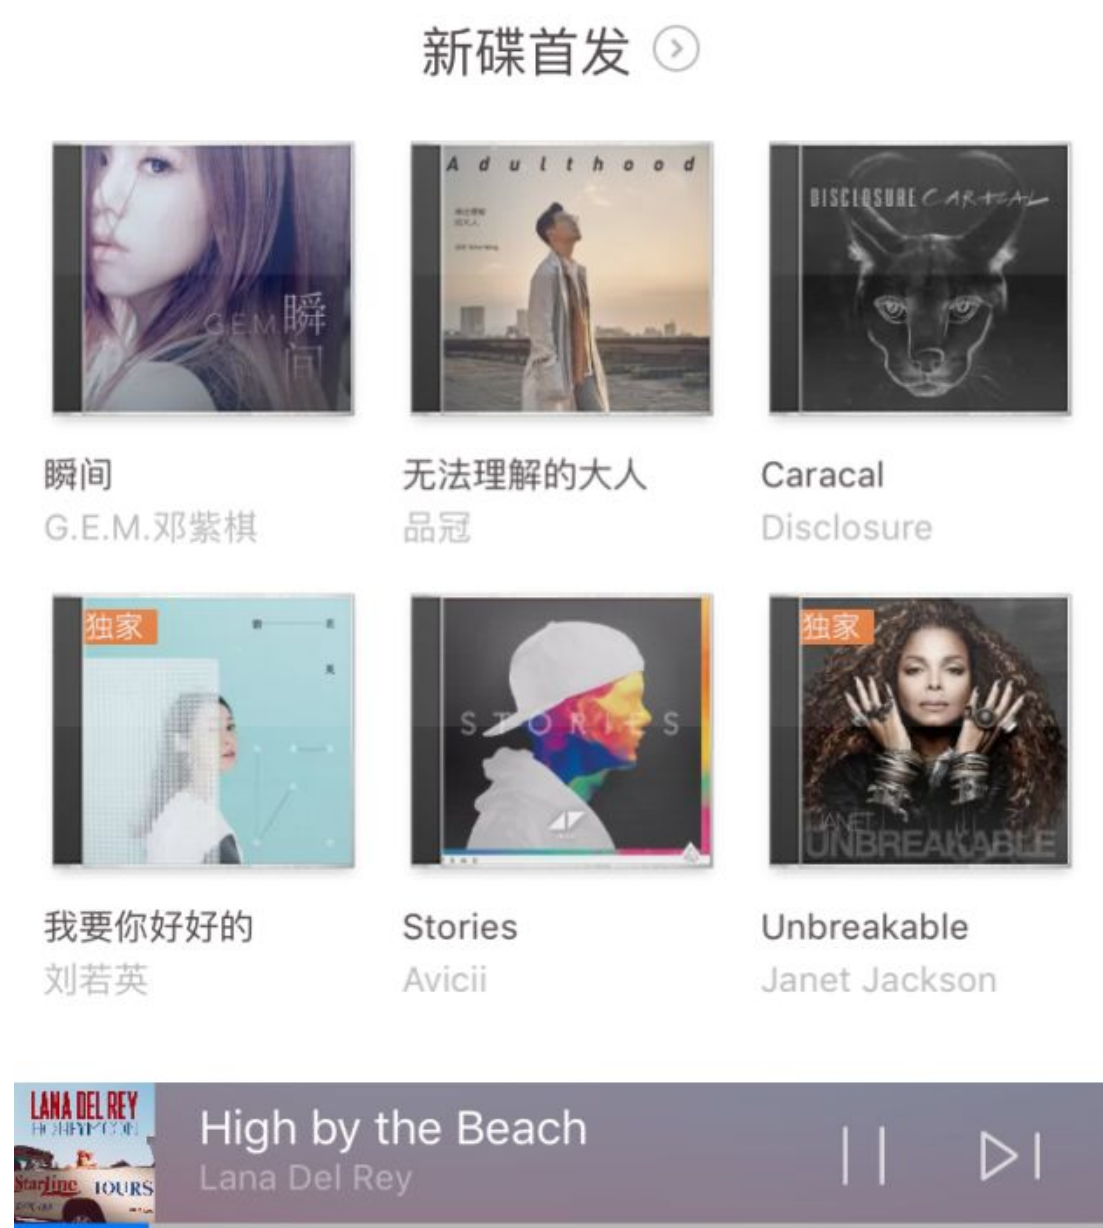 新碟首发
Adulthood
DISCLOSURE CARACAL
G.E.M.
瞬
间
瞬间
无法理解的大人
Caracal
G.E.M.邓紫棋
品冠
Disclosure
独家
独家
STORIES
JANET
UNBREAKABLE
我要你好好的
Stories
Unbreakable
刘若英
Avicii
Janet Jackson
LANA DEL REY
HONEYMOON
StarLine TOURS
High by the Beach
Lana Del Rey